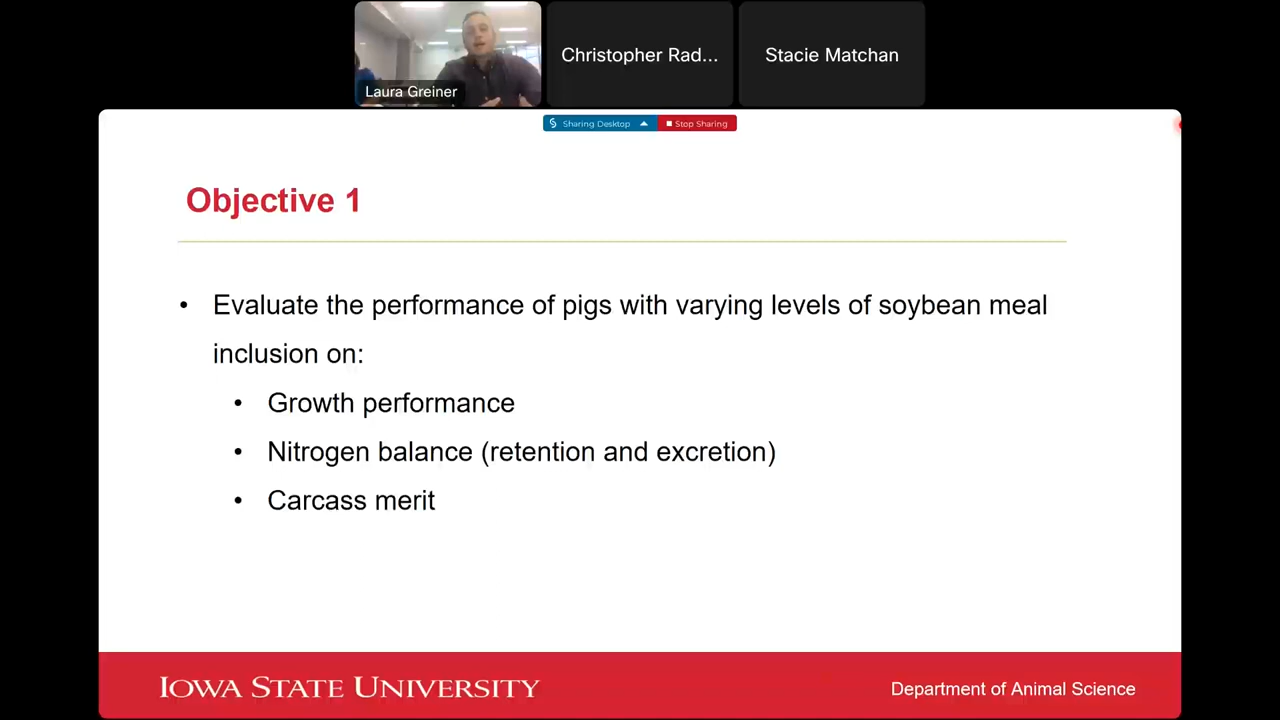 Laura Greiner
Christopher Rad...
Stacie Matchan
Sharing Desktop
Stop Sharing
Objective 1
• Evaluate the performance of pigs with varying levels of soybean meal
inclusion on:
• Growth performance
• Nitrogen balance (retention and excretion)
• Carcass merit
IOWA STATE UNIVERSITY
Department of Animal Science